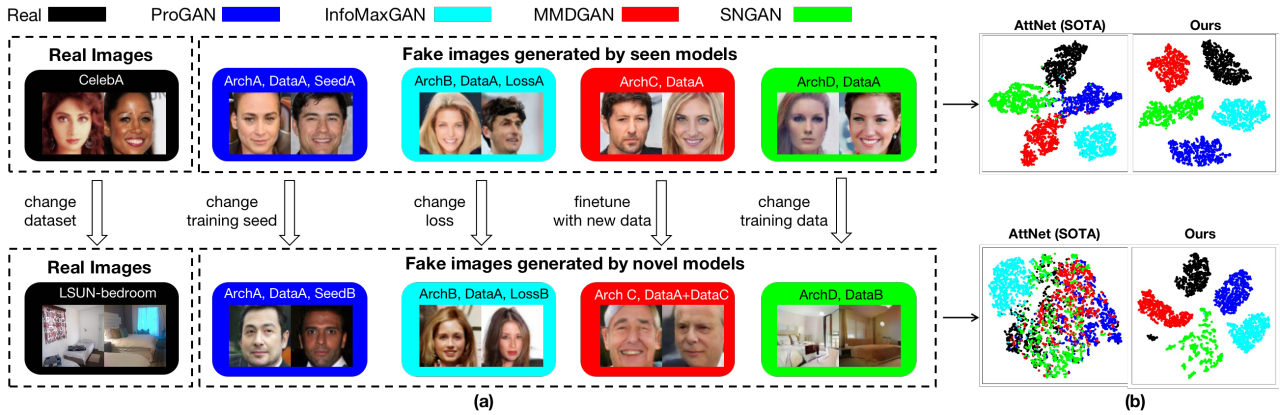 Real ProGAN InfoMaxGAN MMDGAN SNGAN
Real Images
Fake images generated by seen models
CelebA
ArchA, DataA, SeedA
ArchB, DataA, LossA
ArchC, DataA
ArchD, DataA
change
dataset
change
training seed
change
loss
finetune
with new data
change
training data
Real Images
Fake images generated by novel models
LSUN-bedroom
ArchA, DataA, SeedB
ArchB, DataA, LossB
Arch C, DataA+DataC
ArchD, DataB
(a)
AttNet (SOTA)
Ours
AttNet (SOTA)
Ours
(b)